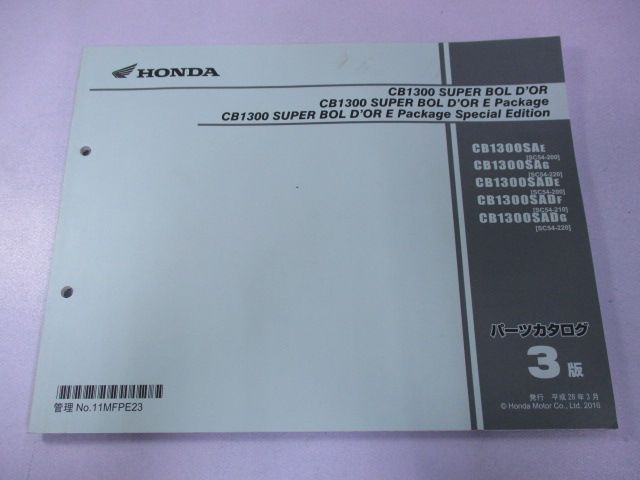 HONDA
CB1300 SUPER BOL D'OR
CB1300 SUPER BOL D'OR E Package
CB1300 SUPER BOL D'OR E Package Special Edition
CB1300SAE
[SC54-200]
CB1300SAG
[SC54-220]
CB1300SADE
[SC54-200]
CB1300SADF
[SC54-210]
CB1300SADG
[SC54-220]
パーツカタログ
3版
発行 平成28年3月
© Honda Motor Co., Ltd. 2016
管理 No.11MFPE23